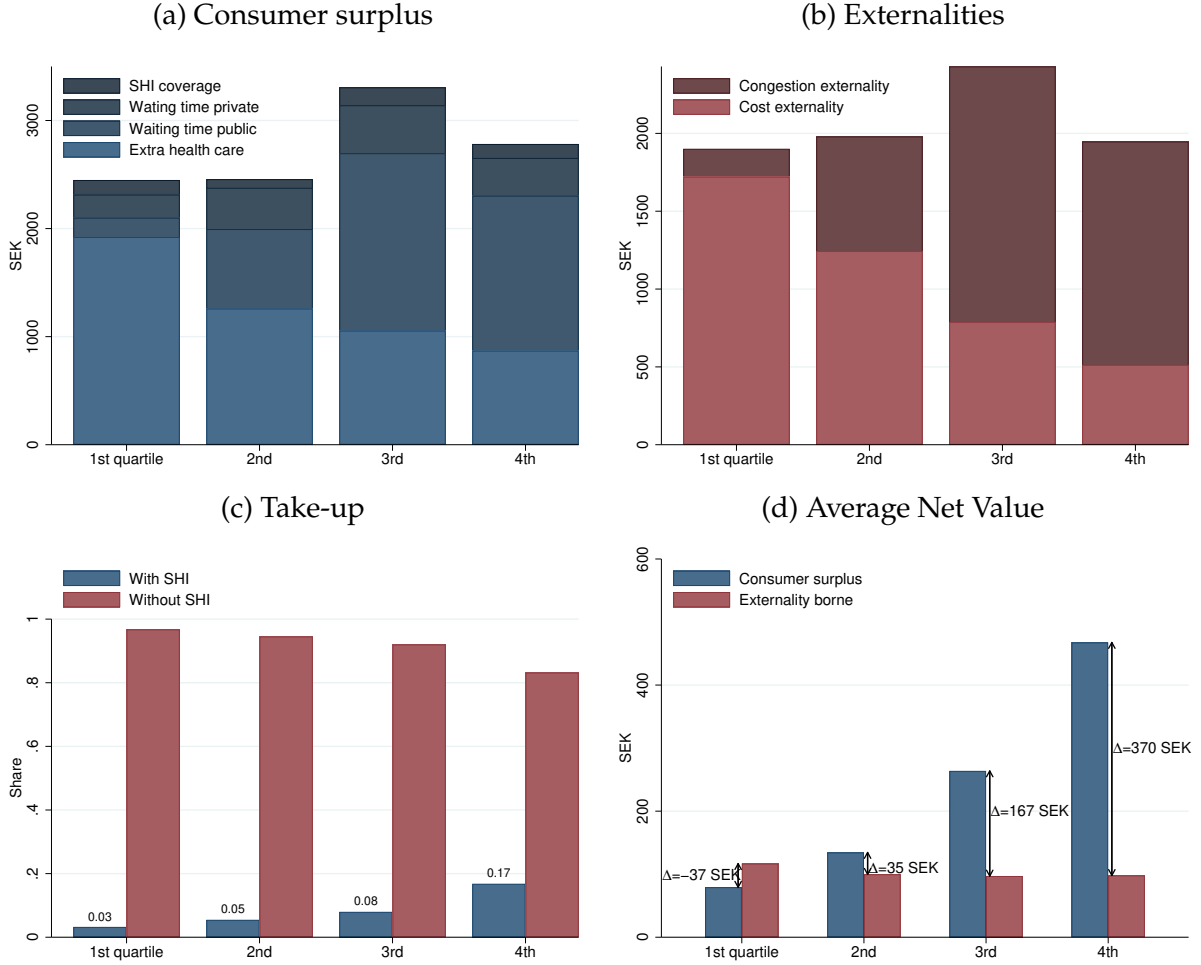 (a) Consumer surplus
SHI coverage
Wating time private
Waiting time public
Extra health care
SEK
3000
2000
1000
0
1st quartile 2nd 3rd 4th
(b) Externalities
Congestion externality
Cost externality
SEK
2000
1500
1000
500
0
1st quartile 2nd 3rd 4th
(c) Take-up
With SHI
Without SHI
Share
1
.8
.6
.4
.2
0
0.03 0.05 0.08 0.17
1st quartile 2nd 3rd 4th
(d) Average Net Value
Consumer surplus
Externality borne
SEK
600
400
200
0
Δ=−37 SEK
Δ=35 SEK
Δ=167 SEK
Δ=370 SEK
1st quartile 2nd 3rd 4th